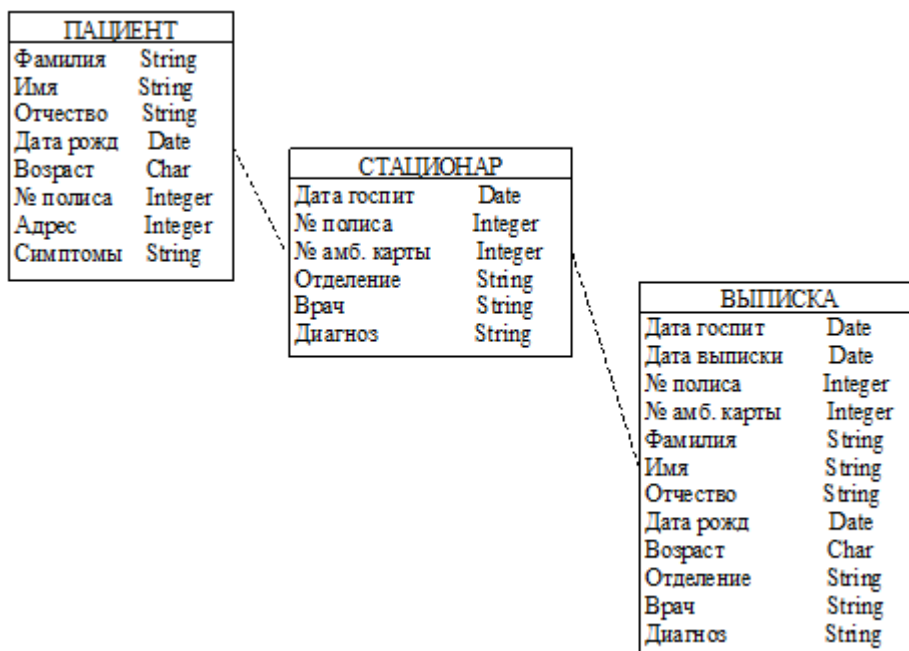 ПАЦИЕНТ
Фамилия String
Имя String
Отчество String
Дата рожд Date
Возраст Char
№ полиса Integer
Адрес Integer
Симптомы String
СТАЦИОНАР
Дата госпит Date
№ полиса Integer
№ амб. карты Integer
Отделение String
Врач String
Диагноз String
ВЫПИСКА
Дата госпит Date
Дата выписки Date
№ полиса Integer
№ амб. карты Integer
Фамилия String
Имя String
Отчество String
Дата рожд Date
Возраст Char
Отделение String
Врач String
Диагноз String